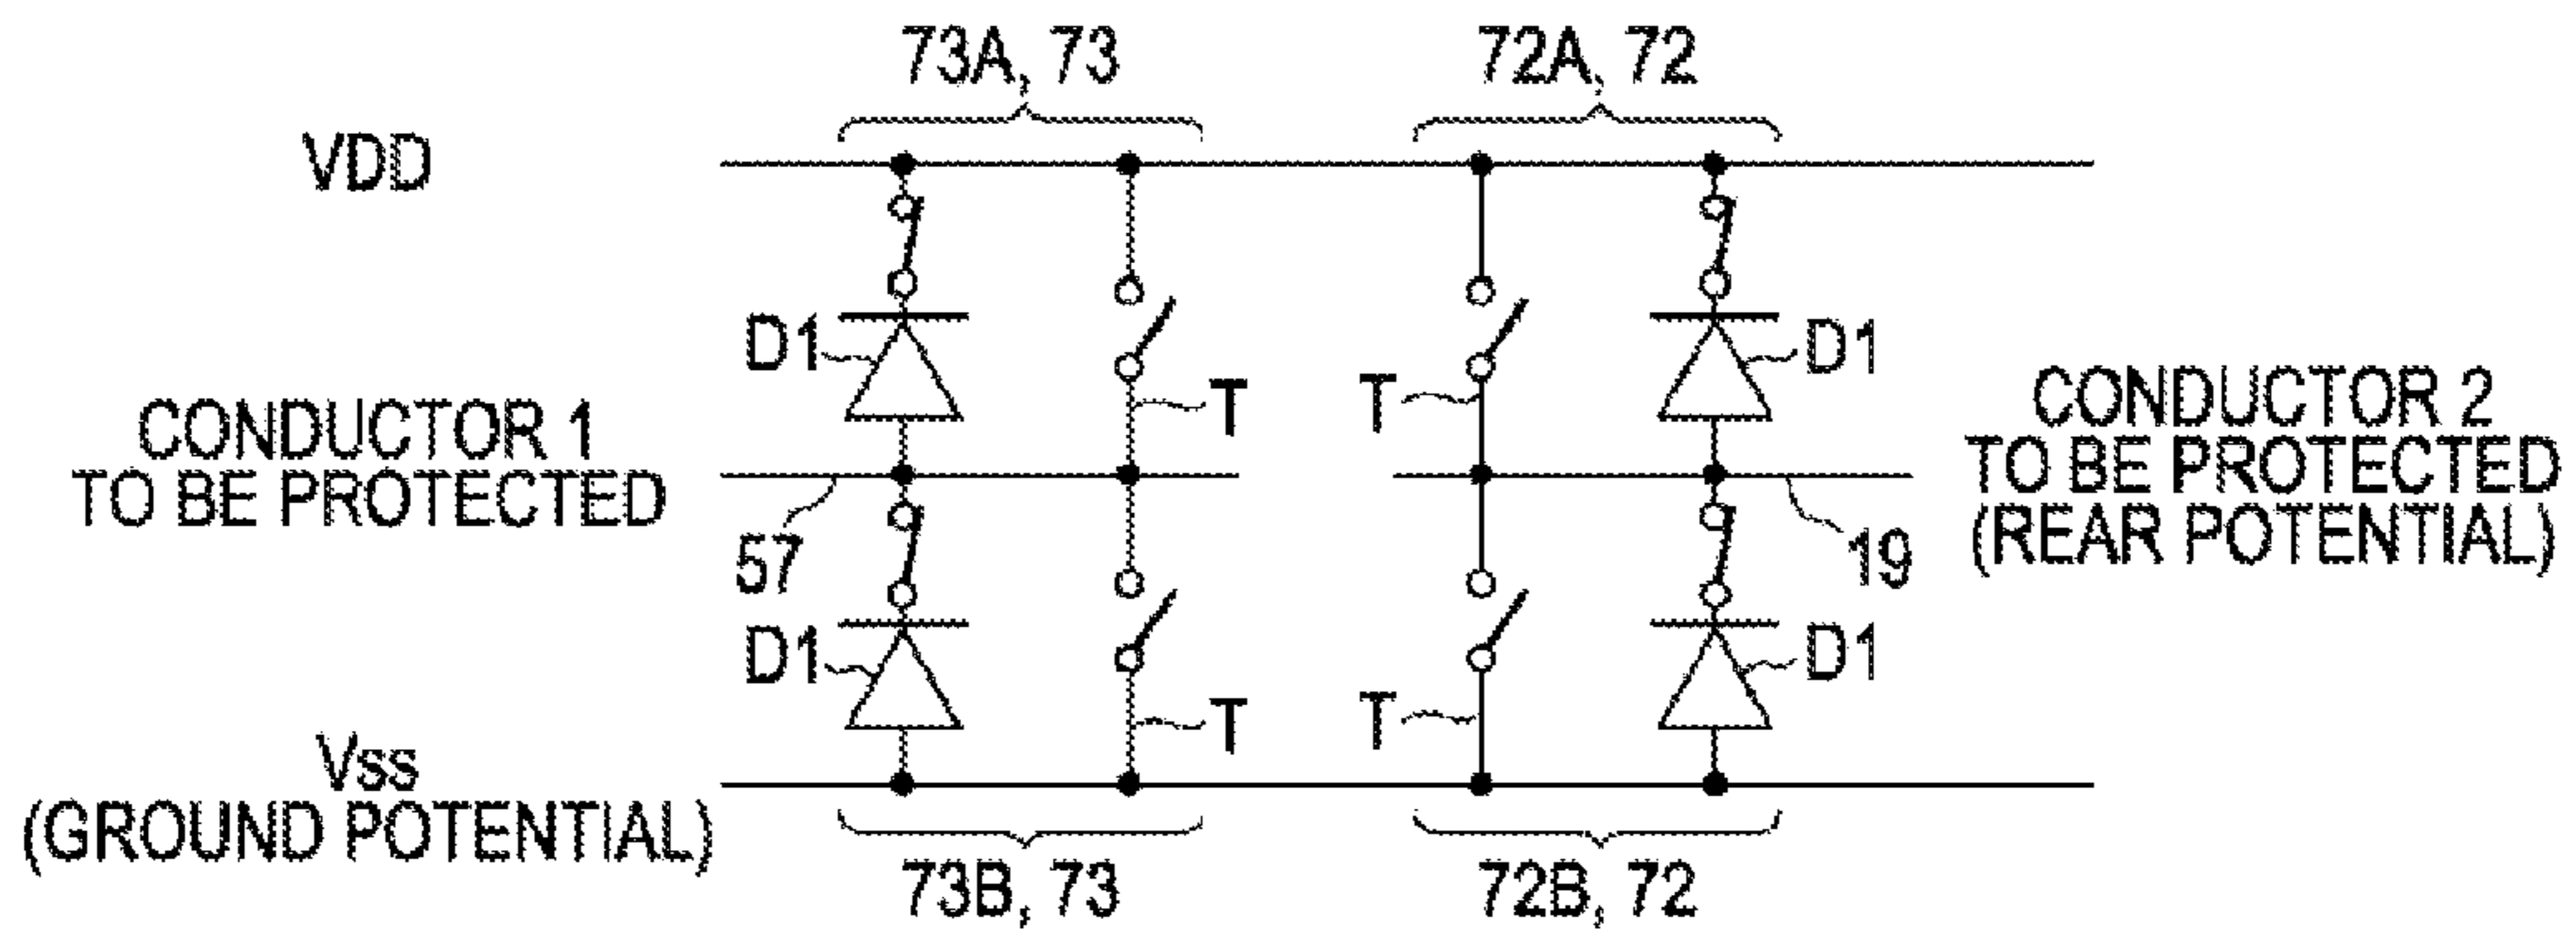 73A, 73
72A, 72
VDD
D1
T
T
D1
CONDUCTOR 1
TO BE PROTECTED
CONDUCTOR 2
TO BE PROTECTED
(REAR POTENTIAL)
57
19
D1
T
T
D1
Vss
(GROUND POTENTIAL)
73B, 73
72B, 72